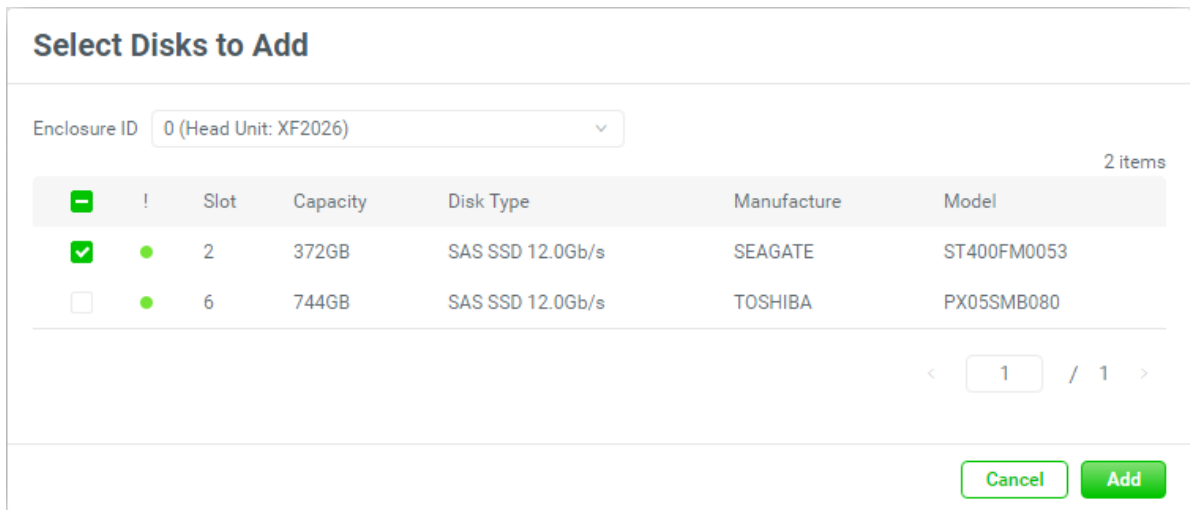 Select Disks to Add
Enclosure ID 0 (Head Unit: XF2026)
2 items
! Slot Capacity Disk Type Manufacture Model
2 372GB SAS SSD 12.0Gb/s SEAGATE ST400FM0053
6 744GB SAS SSD 12.0Gb/s TOSHIBA PX05SMB080
< 1 / 1 >
Cancel Add